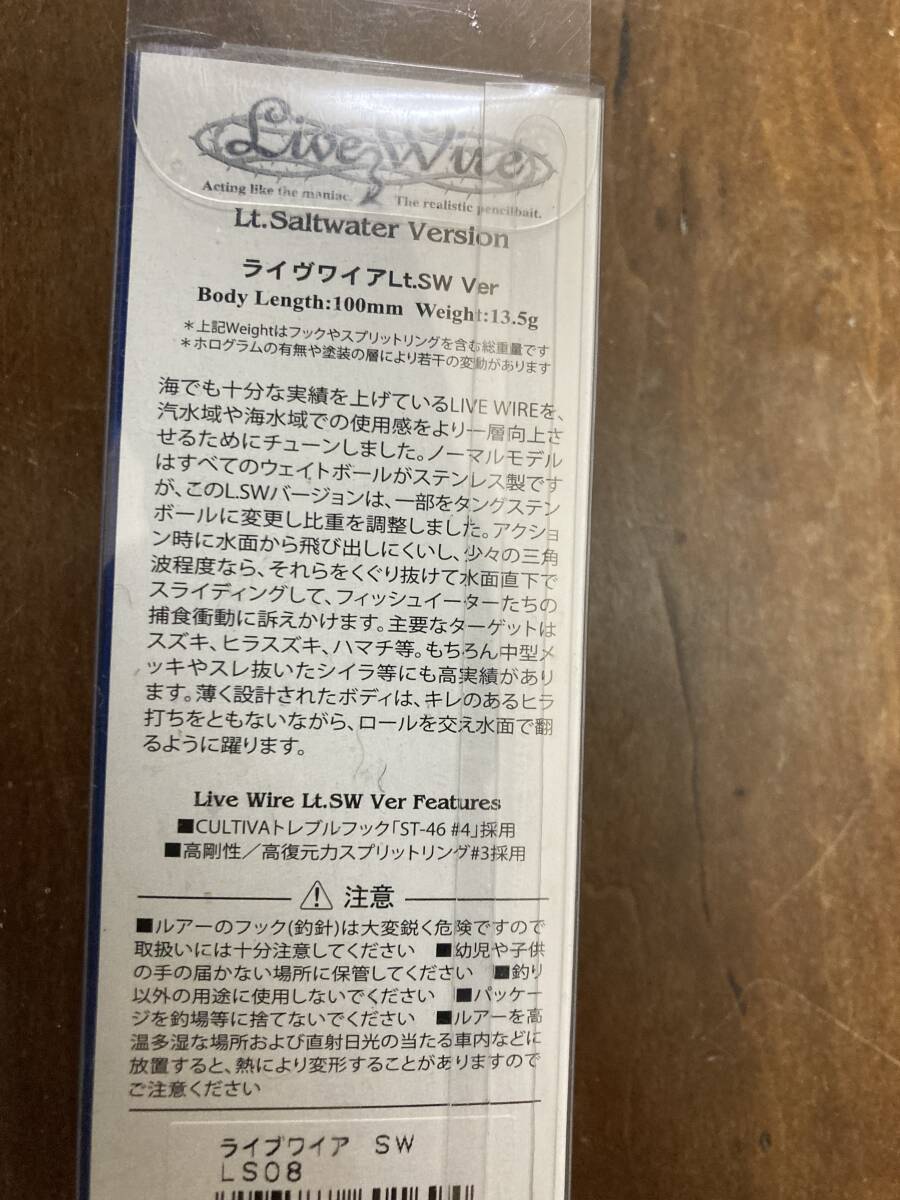 Live Wire
Acting like the maniac. The realistic pencilbait.
Lt.Saltwater Version
ライヴワイアLt.SW Ver
Body Length:100mm Weight:13.5g
＊上記Weightはフックやスプリットリングを含む総重量です
＊ホログラムの有無や塗装の層により若干の変動があります
海でも十分な実績を上げているLIVE WIREを、
汽水域や海水域での使用感をより一層向上さ
せるためにチューンしました。ノーマルモデル
はすべてのウェイトボールがステンレス製です
が、このL.SWバージョンは、一部をタングステン
ボールに変更し比重を調整しました。アクショ
ン時に水面から飛び出しにくいし、少々の三角
波程度なら、それらをくぐり抜けて水面直下で
スライディングして、フィッシュイーターたちの
捕食衝動に訴えかけます。主要なターゲットは
スズキ、ヒラスズキ、ハマチ等。もちろん中型メ
ッキやスレ抜いたシイラ等にも高実績があり
ます。薄く設計されたボディは、キレのあるヒラ
打ちをともないながら、ロールを交え水面で翻
るように躍ります。
Live Wire Lt.SW Ver Features
■CULTIVAトレブルフック「ST-46 #4」採用
■高剛性／高復元力スプリットリング#3採用
注意
■ルアーのフック(釣針)は大変鋭く危険ですので
取扱いには十分注意してください ■幼児や子供
の手の届かない場所に保管してください ■釣り
以外の用途に使用しないでください ■パッケー
ジを釣場等に捨てないでください ■ルアーを高
温多湿な場所および直射日光の当たる車内などに
放置すると、熱により変形することがありますので
ご注意ください
ライブワイア SW
LS08